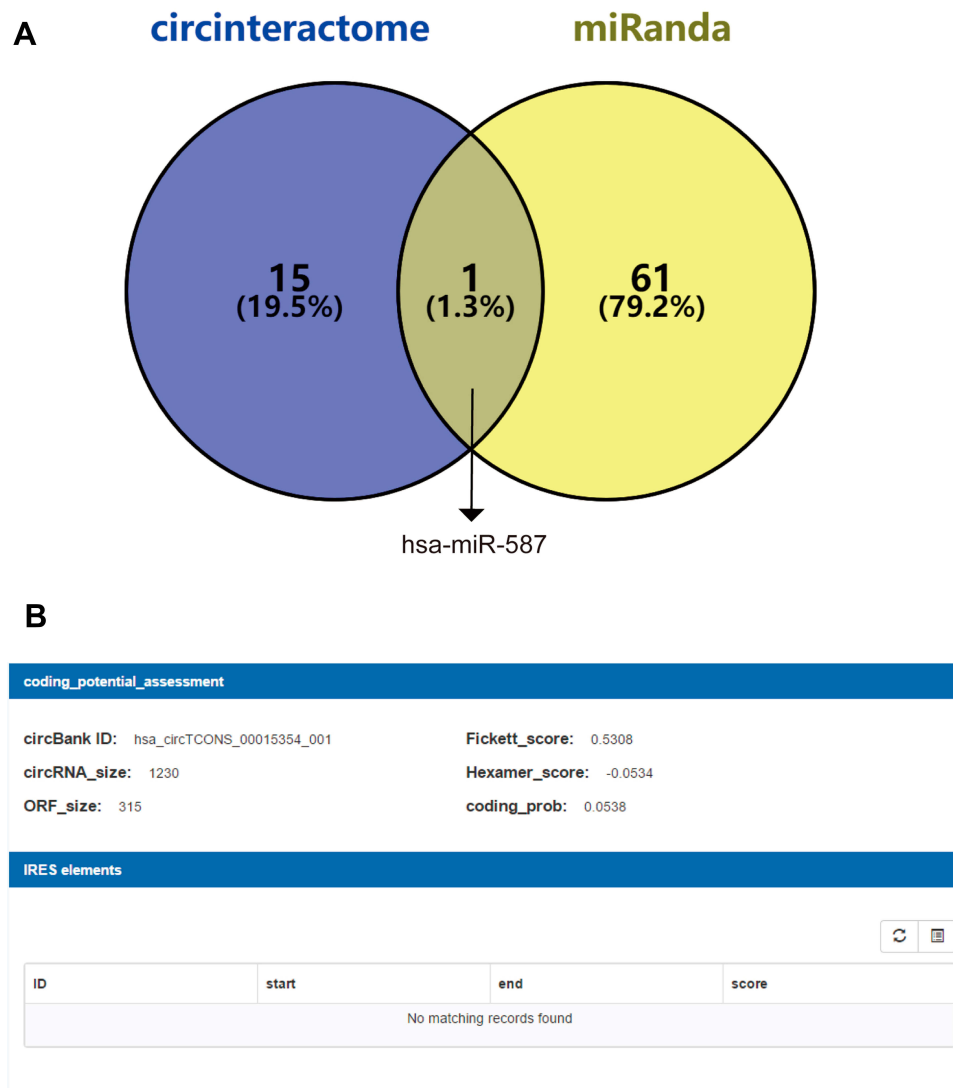 A
circinteractome miRanda
15 1 61
(19.5%) (1.3%) (79.2%)
hsa-miR-587
B
coding_potential_assessment
circBank ID: hsa_circTCONS_00015354_001 Fickett_score: 0.5308
circRNA_size: 1230 Hexamer_score: -0.0534
ORF_size: 315 coding_prob: 0.0538
IRES elements
ID start end score
No matching records found